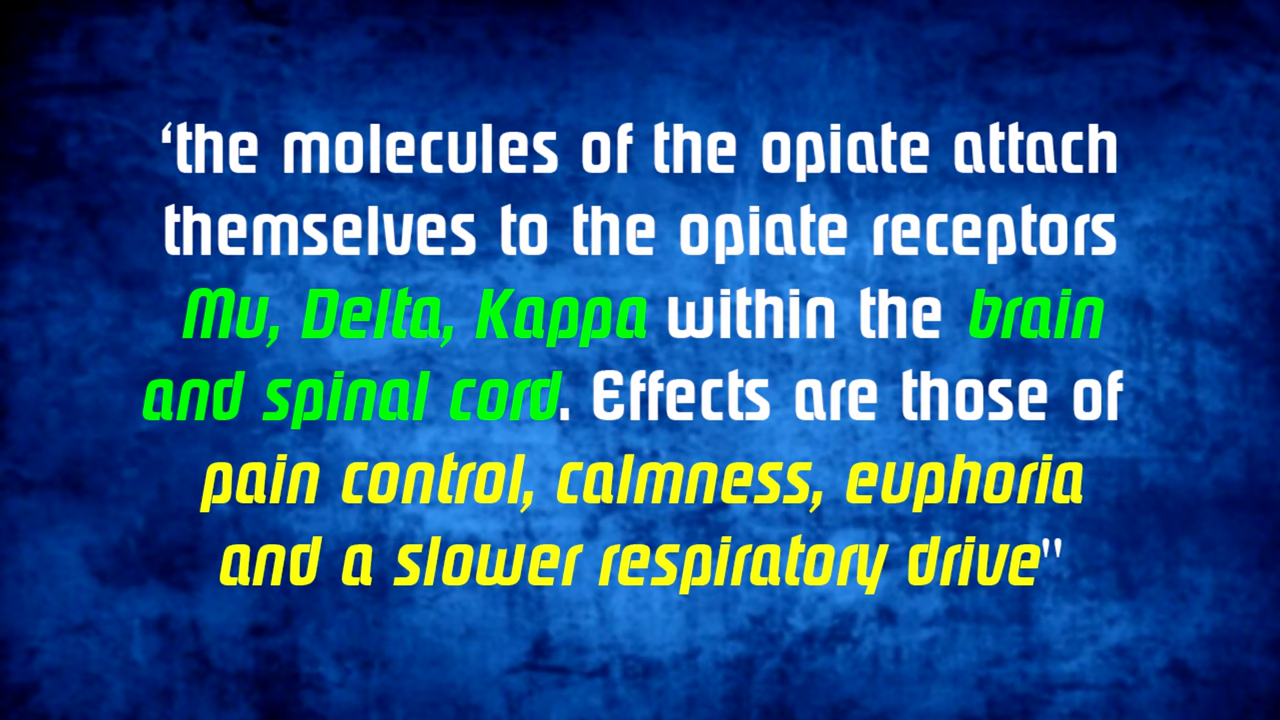 ‘the molecules of the opiate attach
themselves to the opiate receptors
Mu, Delta, Kappa within the brain
and spinal cord. Effects are those of
pain control, calmness, euphoria
and a slower respiratory drive"